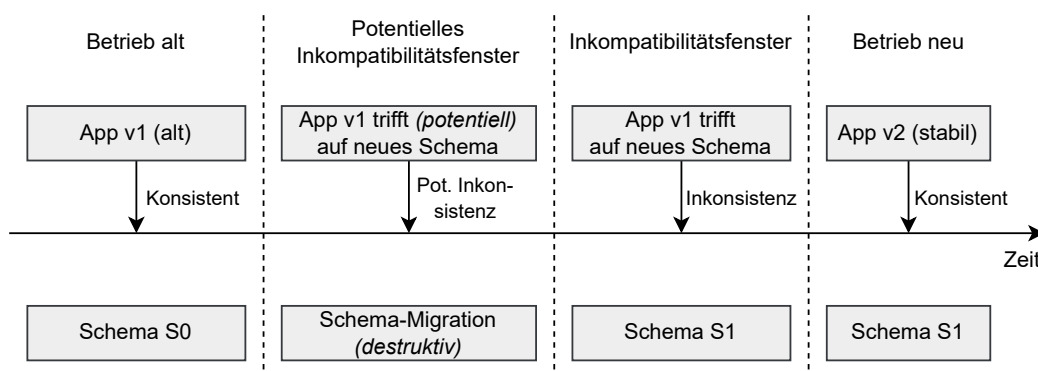 Betrieb alt
Potentielles
Inkompatibilitätsfenster
Inkompatibilitätsfenster
Betrieb neu
App v1 (alt)
App v1 trifft (potentiell)
auf neues Schema
App v1 trifft
auf neues Schema
App v2 (stabil)
Konsistent
Pot. Inkon-
sistenz
Inkonsistenz
Konsistent
Zeit
Schema S0
Schema-Migration
(destruktiv)
Schema S1
Schema S1